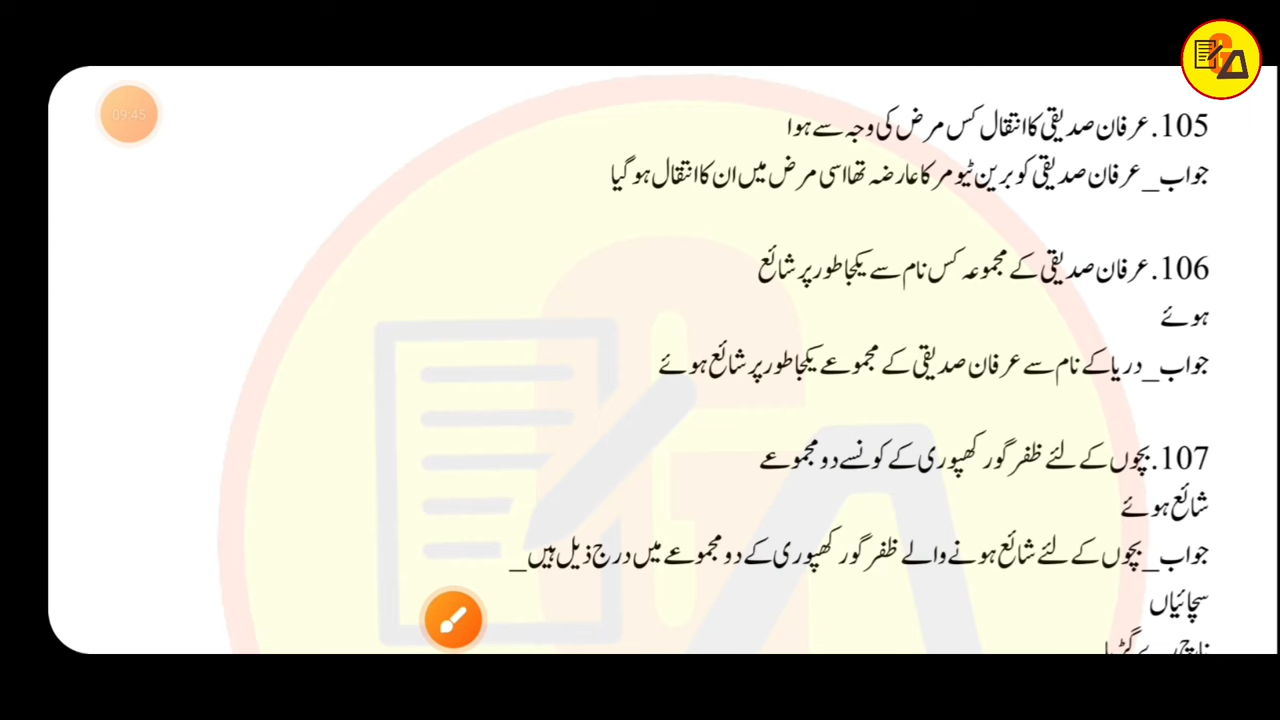 09:45
105. عرفان صدیقی کا انتقال کس مرض کی وجہ سے ہوا
جواب_ عرفان صدیقی کو برین ٹیومر کا عارضہ تھا اسی مرض میں ان کا انتقال ہو گیا
106. عرفان صدیقی کے مجموعہ کس نام سے یکجا طور پر شائع
ہوئے
جواب_ دریا کے نام سے عرفان صدیقی کے مجموعے یکجا طور پر شائع ہوئے
107. بچوں کے لئے ظفر گورکھپوری کے کونسے دو مجموعے
شائع ہوئے
جواب_ بچوں کے لئے شائع ہونے والے ظفر گورکھپوری کے دو مجموعے میں درج ذیل ہیں_
سچائیاں